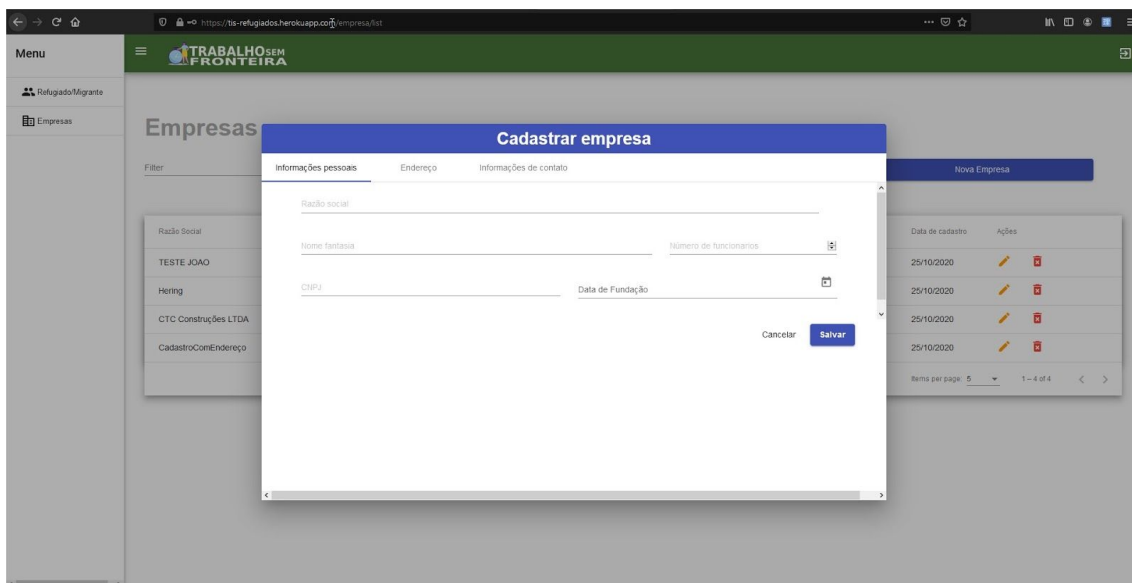 https://tis-refugiados.herokuapp.com/empresa/list
Menu
TRABALHO SEM
FRONTEIRA
Refugiado/Migrante
Empresas
Empresas
Filter
Nova Empresa
Cadastrar empresa
Informações pessoais Endereço Informações de contato
Razão social
Nome fantasia Número de funcionarios
CNPJ Data de Fundação
Cancelar Salvar
Razão Social Data de cadastro Ações
TESTE JOAO 25/10/2020
Hering 25/10/2020
CTC Construções LTDA 25/10/2020
CadastroComEndereço 25/10/2020
Items per page: 5 1 – 4 of 4